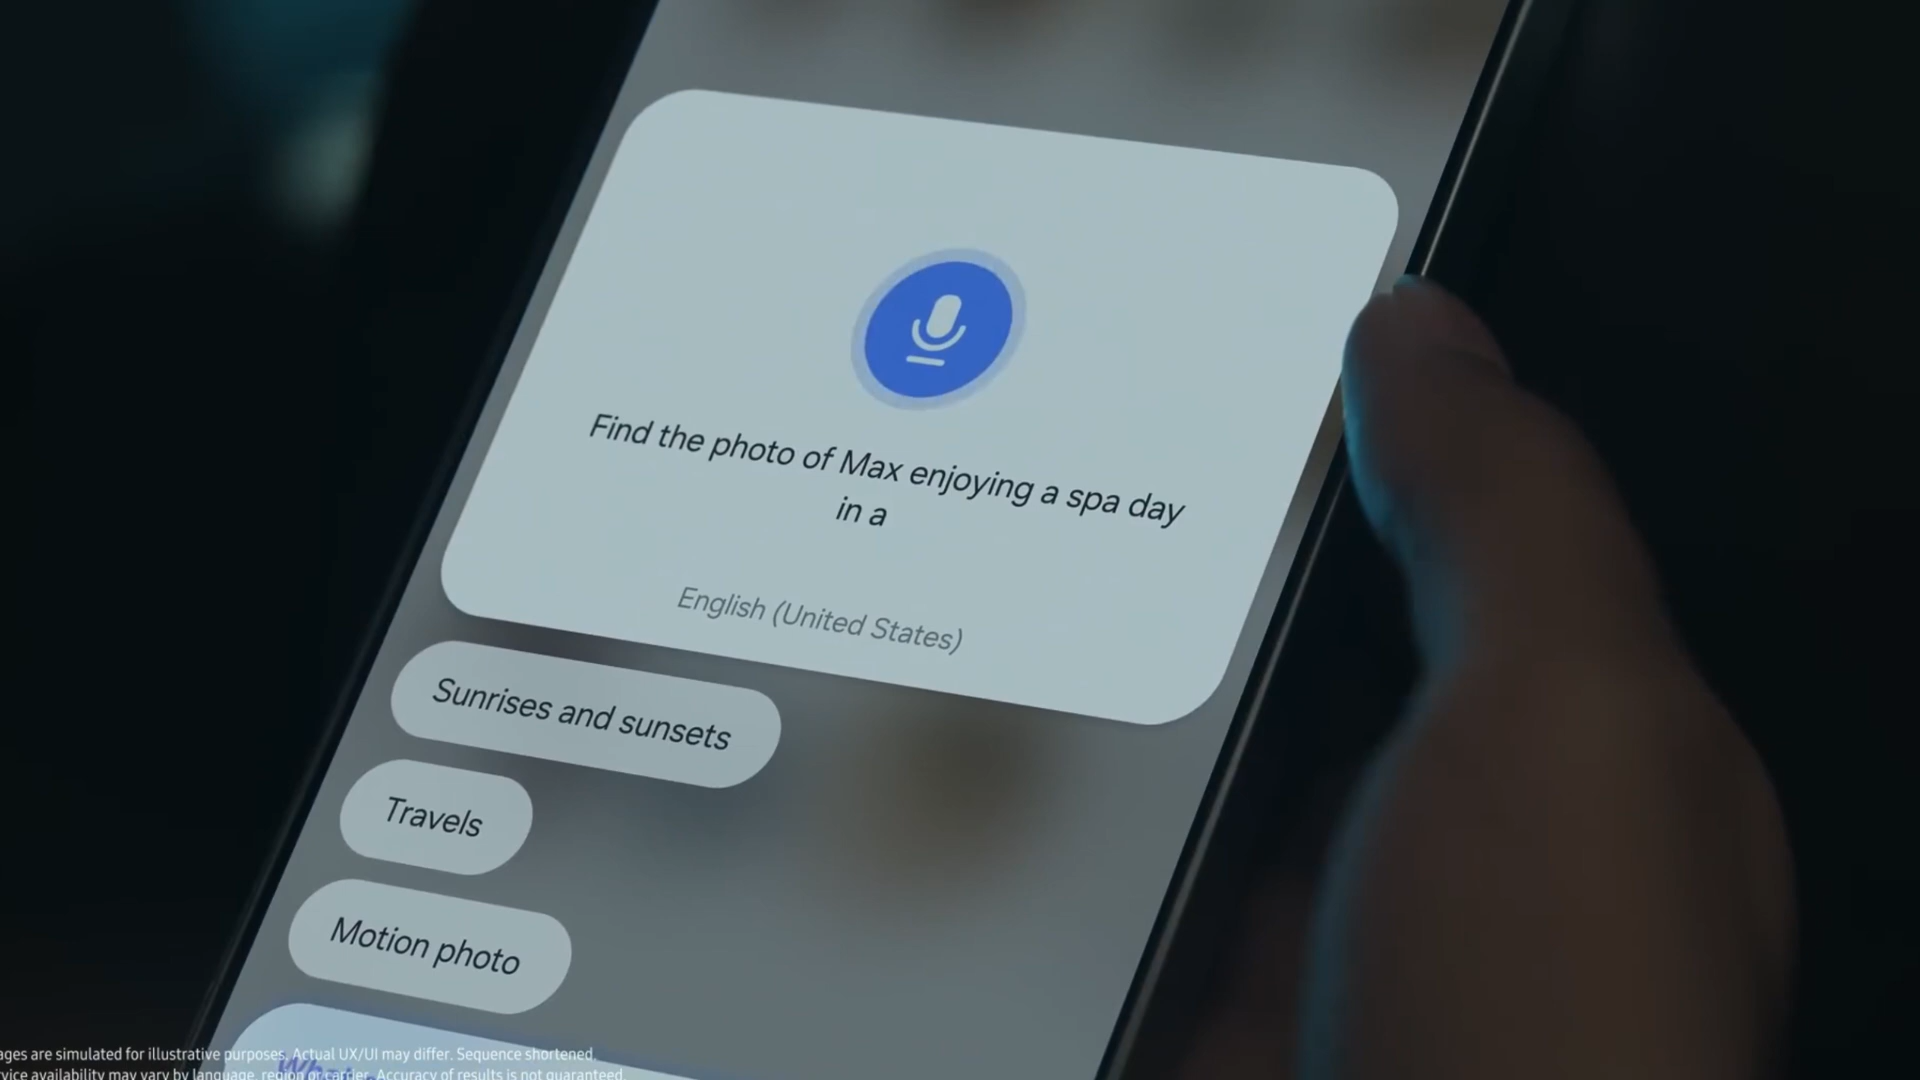 Find the photo of Max enjoying a spa day
in a
English (United States)
Sunrises and sunsets
Travels
Motion photo
are simulated for illustrative purposes. Actual UX/UI may differ. Sequence shortened.
availability may vary by language, region or carrier. Accuracy of results is not guaranteed.